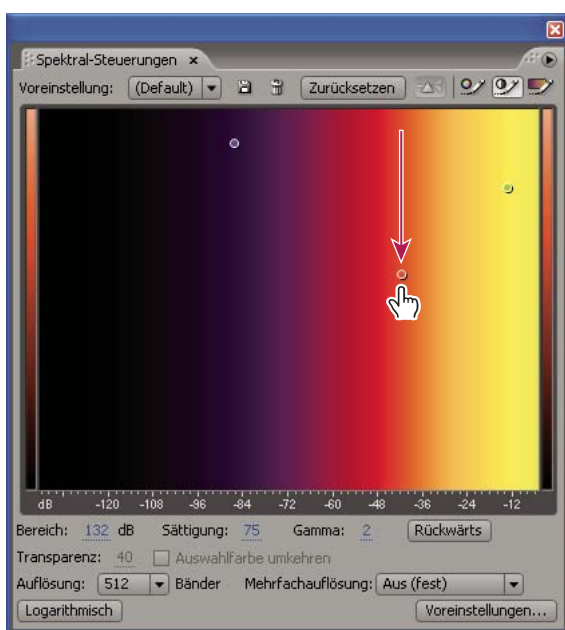 Spektral-Steuerungen ×
Voreinstellung: (Default) Zurücksetzen
dB -120 -108 -96 -84 -72 -60 -48 -36 -24 -12
Bereich: 132 dB Sättigung: 75 Gamma: 2 Rückwärts
Transparenz: 40 Auswahlfarbe umkehren
Auflösung: 512 Bänder Mehrfachauflösung: Aus (fest)
Logarithmisch Voreinstellungen...